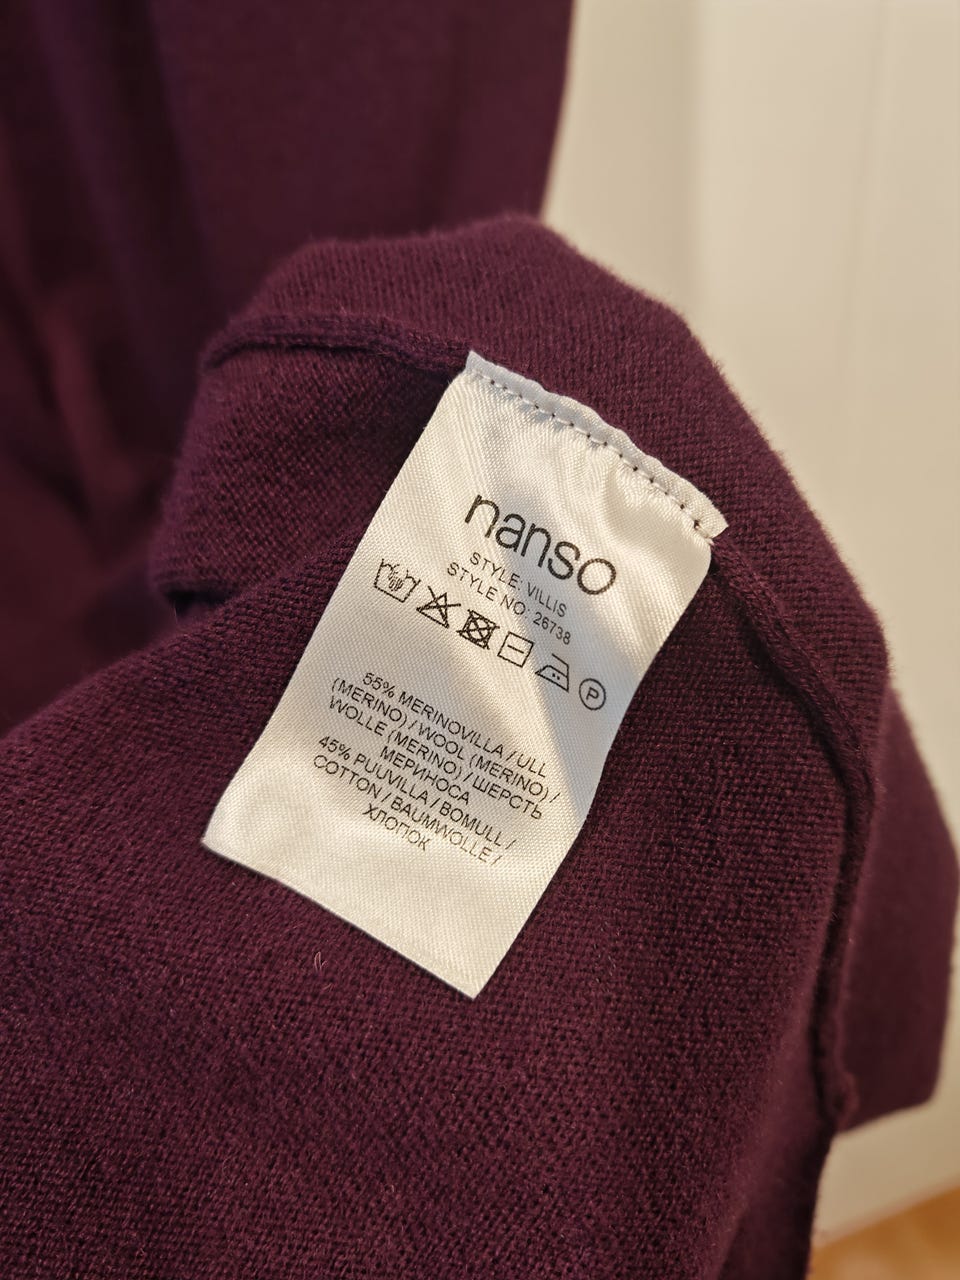 nanso
STYLE: VILLIS
STYLE NO: 26738
P
55% MERINOVILLA / ULL
(MERINO) / WOOL (MERINO) /
WOLLE (MERINO) / ШЕРСТЬ
МЕРИНОСА
45% PUUVILLA / BOMULL /
COTTON / BAUMWOLLE /
ХЛОПОК